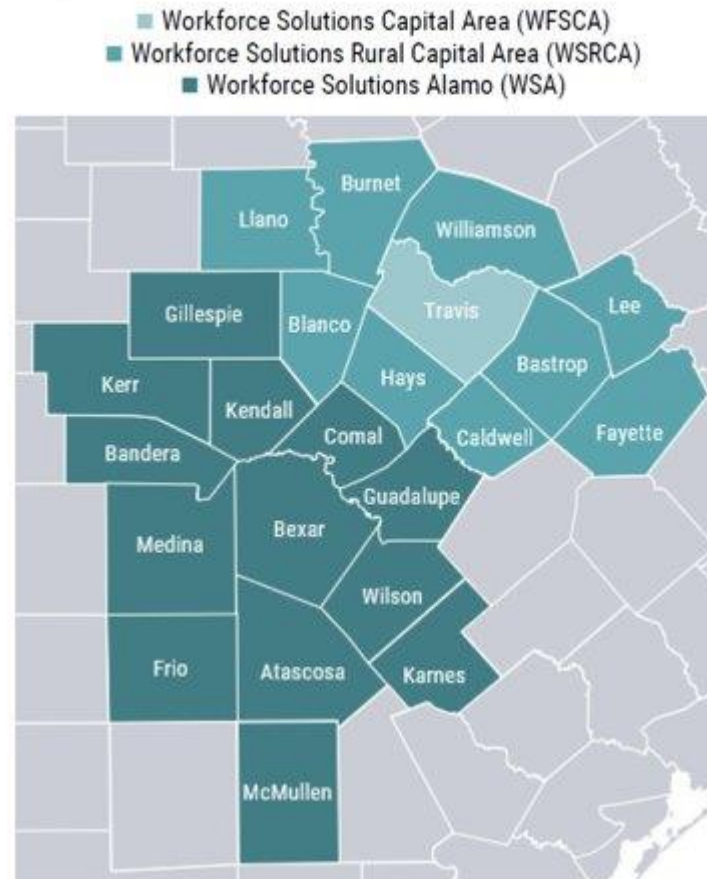 Workforce Solutions Capital Area (WFSCA)
Workforce Solutions Rural Capital Area (WSRCA)
Workforce Solutions Alamo (WSA)
Burnet
Llano
Williamson
Gillespie
Blanco
Travis
Lee
Kerr
Kendall
Hays
Bastrop
Comal
Caldwell
Fayette
Bandera
Guadalupe
Medina
Bexar
Wilson
Frio
Atascosa
Karnes
McMullen